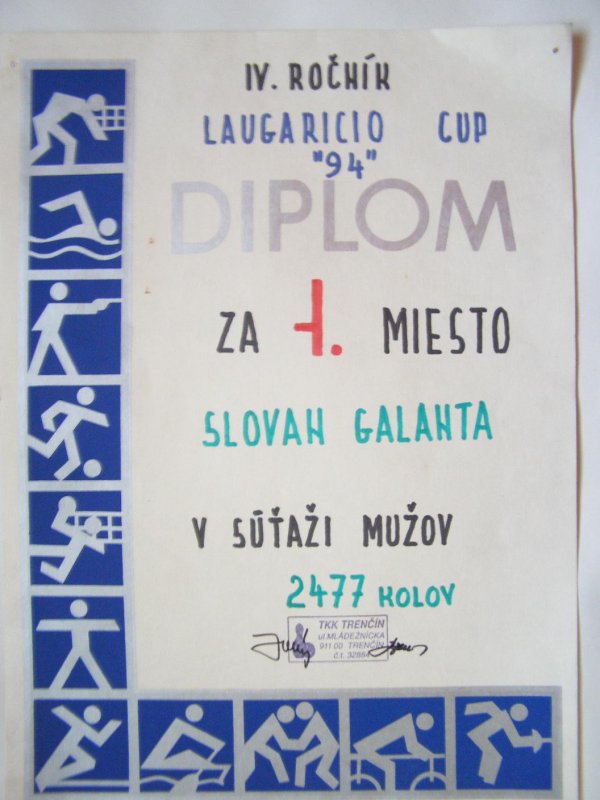 IV. ROČNÍK
LAUGARICIO CUP
"94"
DIPLOM
ZA 1. MIESTO
SLOVAN GALANTA
V SÚŤAŽI MUŽOV
2477 KOLOV
TKK TRENČÍN
ul.MLÁDEŽNÍCKA
911 00 TRENČÍN
č.t. 32884